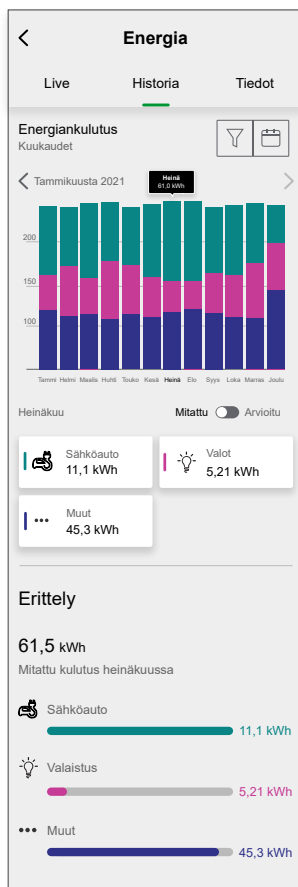 Energia
Live Historia Tiedot
Energiankulutus
Kuukaudet
Tammikuusta 2021
Heinä
61,0 kWh
200
150
100
Tammi Helmi Maalis Huhti Touko Kesä Heinä Elo Syys Loka Marras Joulu
Heinäkuu Mitattu Arvioitu
Sähköauto
11,1 kWh
Valot
5,21 kWh
Muut
45,3 kWh
Erittely
61,5 kWh
Mitattu kulutus heinäkuussa
Sähköauto
11,1 kWh
Valaistus
5,21 kWh
Muut
45,3 kWh